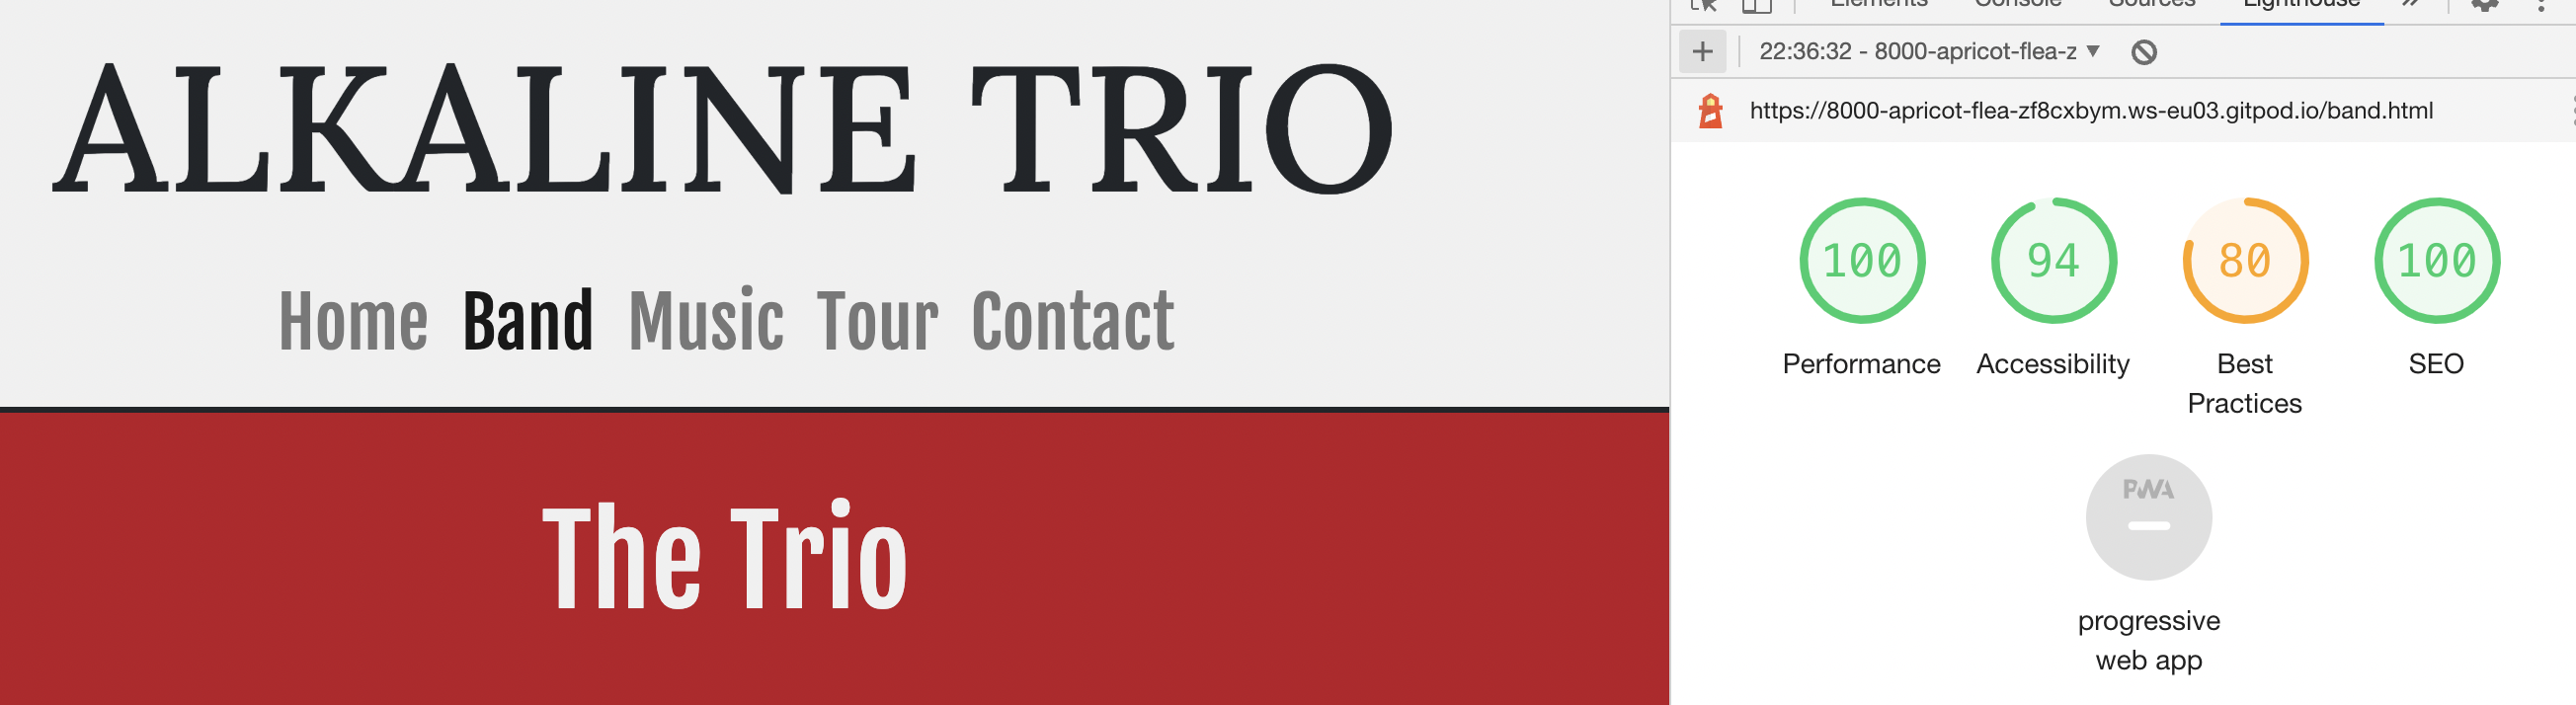 ALKALINE TRIO
Home Band Music Tour Contact
The Trio
Elements Console Sources Lighthouse
22:36:32 - 8000-apricot-flea-z
https://8000-apricot-flea-zf8cxbym.ws-eu03.gitpod.io/band.html
100 94 80 100
Performance Accessibility Best Practices SEO
PWA
progressive
web app